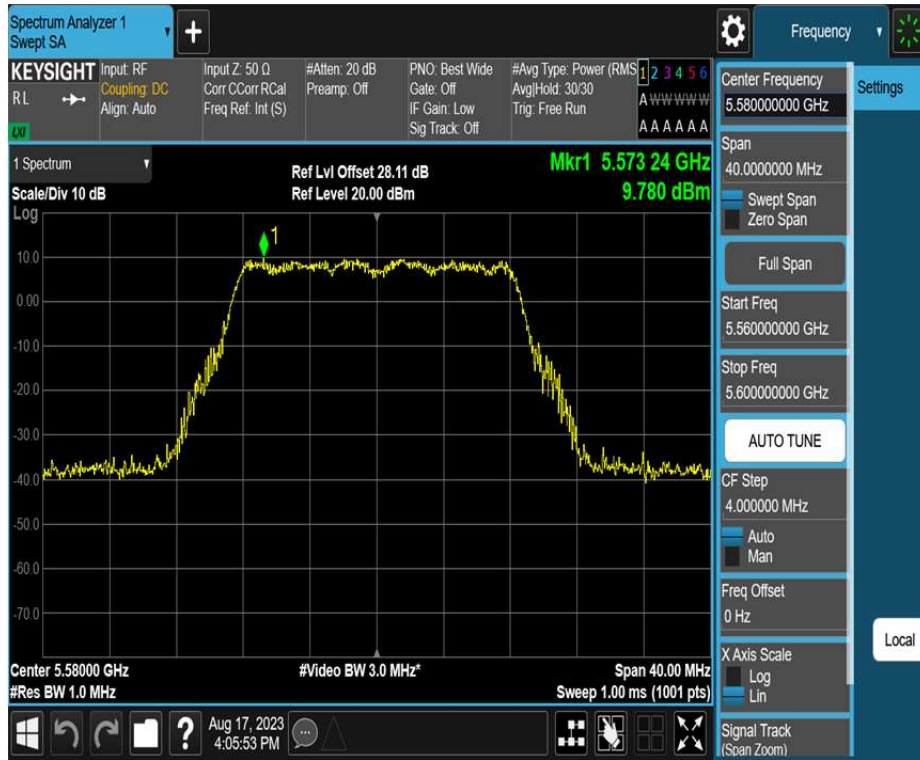 Spectrum Analyzer 1
Swept SA
+
Frequency
KEYSIGHT
R L
LXI
Input: RF
Coupling: DC
Align: Auto
Input Z: 50 Ω
Corr CCorr RCal
Freq Ref: Int (S)
#Atten: 20 dB
Preamp: Off
PNO: Best Wide
Gate: Off
IF Gain: Low
Sig Track: Off
#Avg Type: Power (RMS
Avg|Hold: 30/30
Trig: Free Run
1 2 3 4 5 6
A W W W W W
A A A A A A
Center Frequency
5.580000000 GHz
Settings
Span
40.0000000 MHz
Swept Span
Zero Span
Full Span
Start Freq
5.560000000 GHz
Stop Freq
5.600000000 GHz
AUTO TUNE
CF Step
4.000000 MHz
Auto
Man
Freq Offset
0 Hz
X Axis Scale
Log
Lin
Signal Track
(Span Zoom)
Local
1 Spectrum
Scale/Div 10 dB
Log
Ref Lvl Offset 28.11 dB
Ref Level 20.00 dBm
Mkr1 5.573 24 GHz
9.780 dBm
1
10.0
0.00
-10.0
-20.0
-30.0
-40.0
-50.0
-60.0
-70.0
Center 5.58000 GHz
#Res BW 1.0 MHz
#Video BW 3.0 MHz*
Span 40.00 MHz
Sweep 1.00 ms (1001 pts)
?
Aug 17, 2023
4:05:53 PM